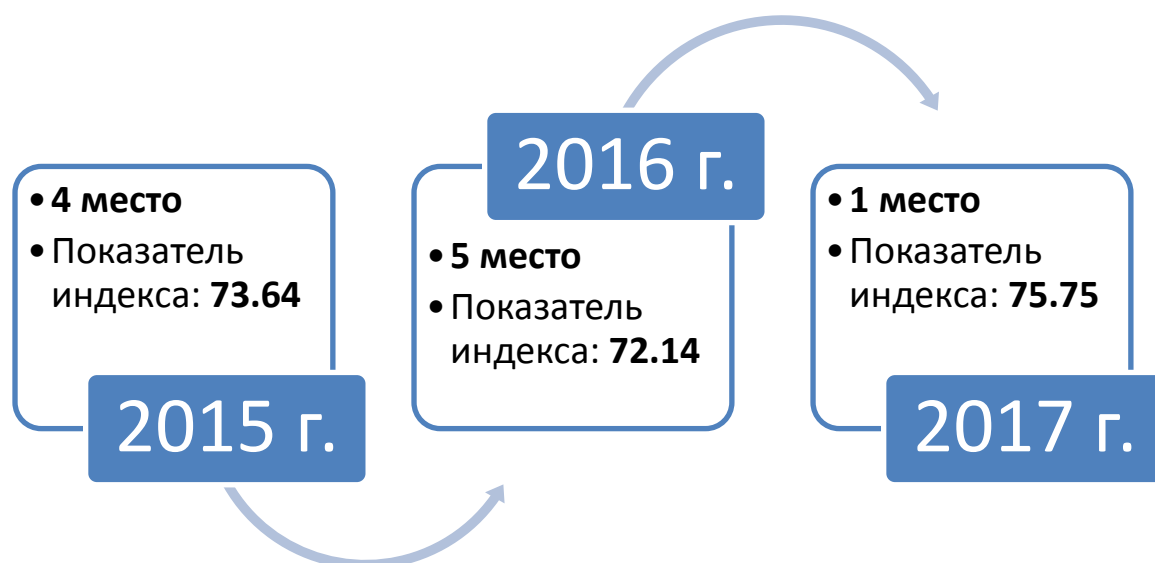 • 4 место
• Показатель
индекса: 73.64
2015 г.
2016 г.
• 5 место
• Показатель
индекса: 72.14
• 1 место
• Показатель
индекса: 75.75
2017 г.